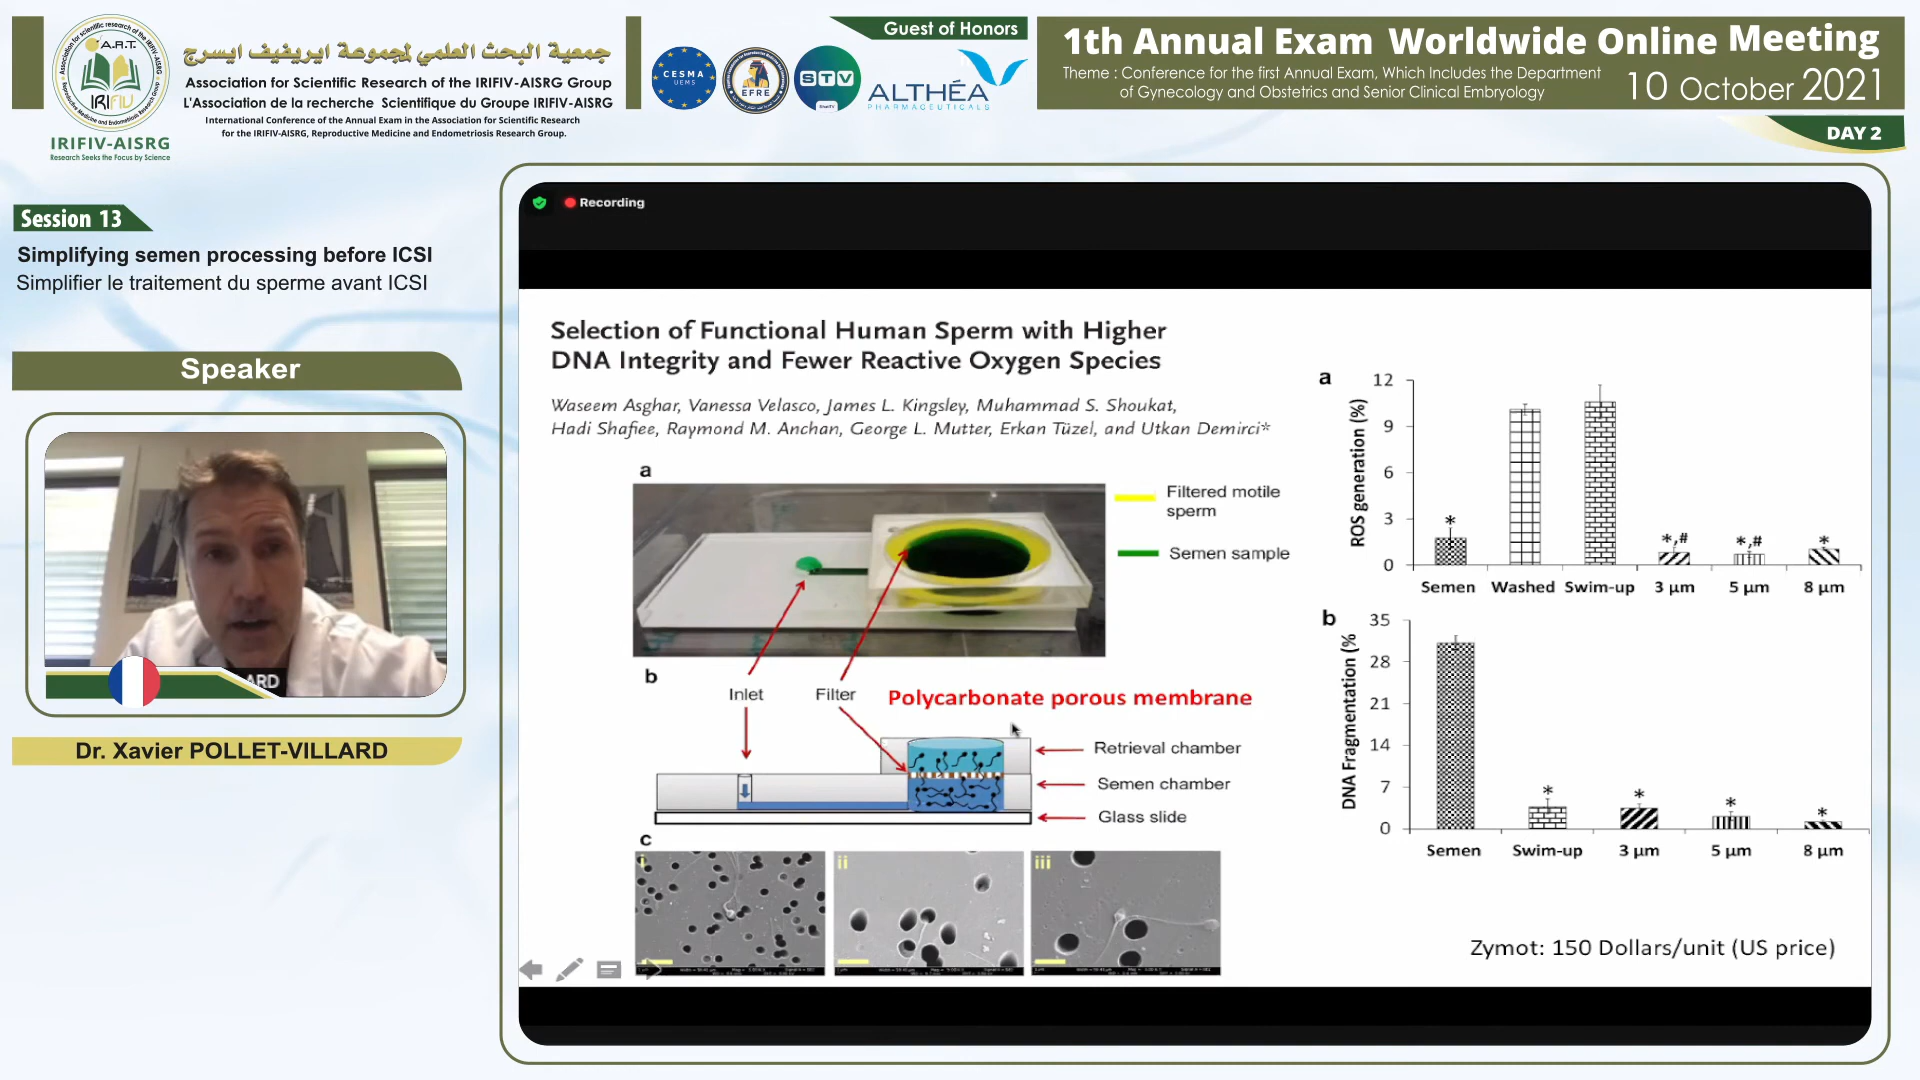 A.R.T.
IRIFIV
IRIFIV-AISRG
Research Seeks the Focus by Science
جمعية البحث العلمي لمجموعة ايريفيف ايسرج
Association for Scientific Research of the IRIFIV-AISRG Group
L'Association de la recherche Scientifique du Groupe IRIFIV-AISRG
International Conference of the Annual Exam in the Association for Scientific Research
for the IRIFIV-AISRG, Reproductive Medicine and Endometriosis Research Group.
Guest of Honors
CESMA
UEMS
EFRE
STV
ALTHÉA
PHARMACEUTICALS
1th Annual Exam Worldwide Online Meeting
Theme : Conference for the first Annual Exam, Which Includes the Department
of Gynecology and Obstetrics and Senior Clinical Embryology
10 October 2021
DAY 2
Session 13
Simplifying semen processing before ICSI
Simplifier le traitement du sperme avant ICSI
Speaker
ARD
Dr. Xavier POLLET-VILLARD
Recording
Selection of Functional Human Sperm with Higher
DNA Integrity and Fewer Reactive Oxygen Species
Waseem Asghar, Vanessa Velasco, James L. Kingsley, Muhammad S. Shoukat,
Hadi Shafiee, Raymond M. Anchan, George L. Mutter, Erkan Tüzel, and Utkan Demirci*
a
Filtered motile
sperm
Semen sample
b
Inlet
Filter
Polycarbonate porous membrane
Retrieval chamber
Semen chamber
Glass slide
c
i
ii
iii
a
ROS generation (%)
12
9
6
3
0
*
*,#
*,#
*
Semen Washed Swim-up 3 µm 5 µm 8 µm
b
DNA Fragmentation (%
35
28
21
14
7
0
*
*
*
*
Semen Swim-up 3 µm 5 µm 8 µm
Zymot: 150 Dollars/unit (US price)